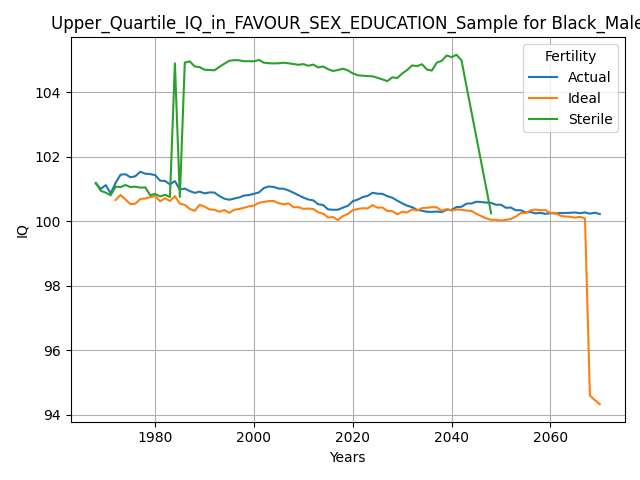 Upper_Quartile_IQ_in_FAVOUR_SEX_EDUCATION_Sample for Black_Male
Fertility
Actual
Ideal
Sterile
IQ
104
102
100
98
96
94
1980 2000 2020 2040 2060
Years